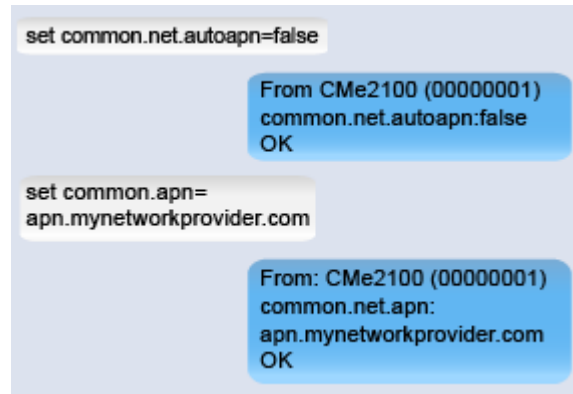 set common.net.autoapn=false
From CMe2100 (00000001)
common.net.autoapn:false
OK
set common.apn=
apn.mynetworkprovider.com
From: CMe2100 (00000001)
common.net.apn:
apn.mynetworkprovider.com
OK